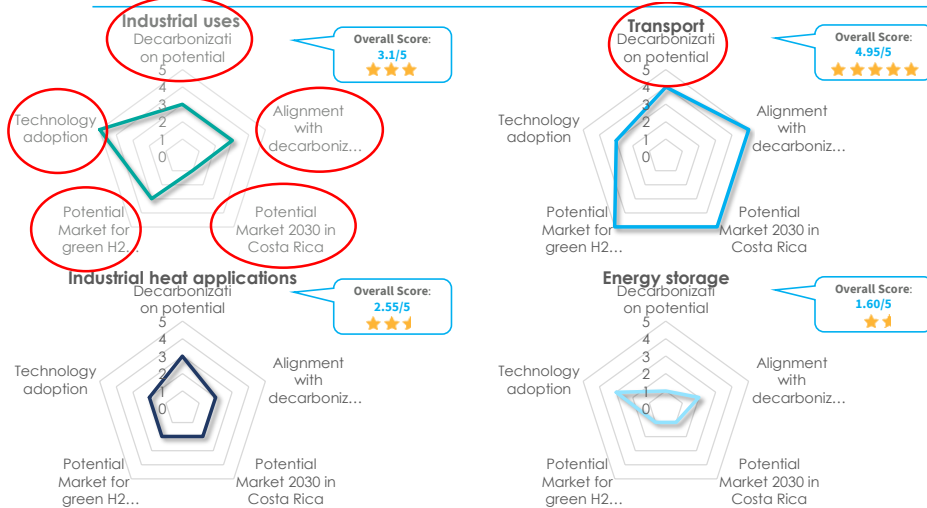 Industrial uses
Decarbonizati
on potential
5
4
3
2
1
0
Technology
adoption
Alignment
with
decarboniz...
Potential
Market for
green H2...
Potential
Market 2030 in
Costa Rica
Overall Score:
3.1/5
Transport
Decarbonizati
on potential
5
4
3
2
1
0
Technology
adoption
Alignment
with
decarboniz...
Potential
Market for
green H2...
Potential
Market 2030 in
Costa Rica
Overall Score:
4.95/5
Industrial heat applications
Decarbonizati
on potential
5
4
3
2
1
0
Technology
adoption
Alignment
with
decarboniz...
Potential
Market for
green H2...
Potential
Market 2030 in
Costa Rica
Overall Score:
2.55/5
Energy storage
Decarbonizati
on potential
5
4
3
2
1
0
Technology
adoption
Alignment
with
decarboniz...
Potential
Market for
green H2...
Potential
Market 2030 in
Costa Rica
Overall Score:
1.60/5